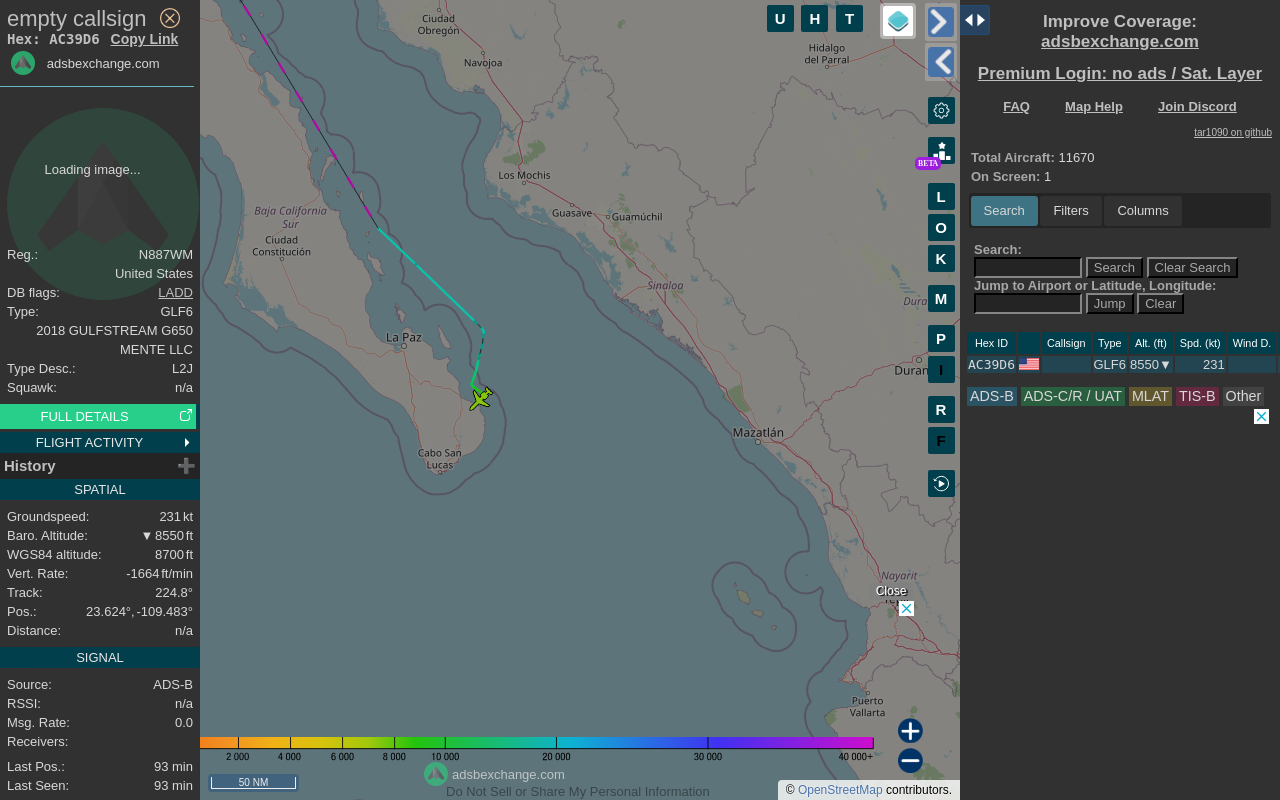 empty callsign
Hex: AC39D6 Copy Link
adsbexchange.com
Loading image...
Reg.: N887WM
United States
DB flags: LADD
Type: GLF6
2018 GULFSTREAM G650
MENTE LLC
Type Desc.: L2J
Squawk: n/a
FULL DETAILS
FLIGHT ACTIVITY
History
SPATIAL
Groundspeed: 231 kt
Baro. Altitude: ▼ 8550 ft
WGS84 altitude: 8700 ft
Vert. Rate: -1664 ft/min
Track: 224.8°
Pos.: 23.624°, -109.483°
Distance: n/a
SIGNAL
Source: ADS-B
RSSI: n/a
Msg. Rate: 0.0
Receivers:
Last Pos.: 93 min
Last Seen: 93 min
Ciudad
Obregón
Navojoa
Hidalgo
del Parral
Los Mochis
Guasave
Guamúchil
Baja California
Sur
Ciudad
Constitución
Sinaloa
Dura
La Paz
Duran
Mazatlán
Cabo San
Lucas
Nayarit
Close
Puerto
Vallarta
U H T
BETA
L
O
K
M
P
I
R
F
2 000 4 000 6 000 8 000 10 000 20 000 30 000 40 000+
50 NM
adsbexchange.com
Do Not Sell or Share My Personal Information
© OpenStreetMap contributors.
Improve Coverage:
adsbexchange.com
Premium Login: no ads / Sat. Layer
FAQ Map Help Join Discord
tar1090 on github
Total Aircraft: 11670
On Screen: 1
Search Filters Columns
Search:
Search Clear Search
Jump to Airport or Latitude, Longitude:
Jump Clear
Hex ID Callsign Type Alt. (ft) Spd. (kt) Wind D.
AC39D6 GLF6 8550▼ 231
ADS-B ADS-C/R / UAT MLAT TIS-B Other